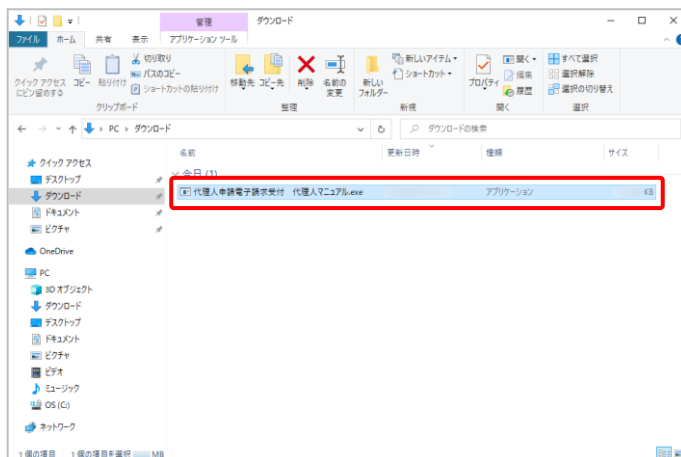 管理 ダウンロード
ファイル ホーム 共有 表示 アプリケーション ツール
クイック アクセス にピン留めする
コピー
貼り付け
切り取り
パスのコピー
ショートカットの貼り付け
クリップボード
移動先
コピー先
削除
名前の 変更
整理
新しい フォルダー
新しいアイテム
ショートカット
新規
プロパティ
開く
編集
履歴
開く
すべて選択
選択解除
選択の切り替え
選択
PC ダウンロード
ダウンロードの検索
名前 更新日時 種類 サイズ
今日 (1)
代理人申請電子請求受付 代理人マニュアル.exe アプリケーション KB
クイック アクセス
デスクトップ
ダウンロード
ドキュメント
ピクチャ
OneDrive
PC
3D オブジェクト
ダウンロード
デスクトップ
ドキュメント
ピクチャ
ビデオ
ミュージック
OS (C:)
ネットワーク
1 個の項目 1 個の項目を選択 MB